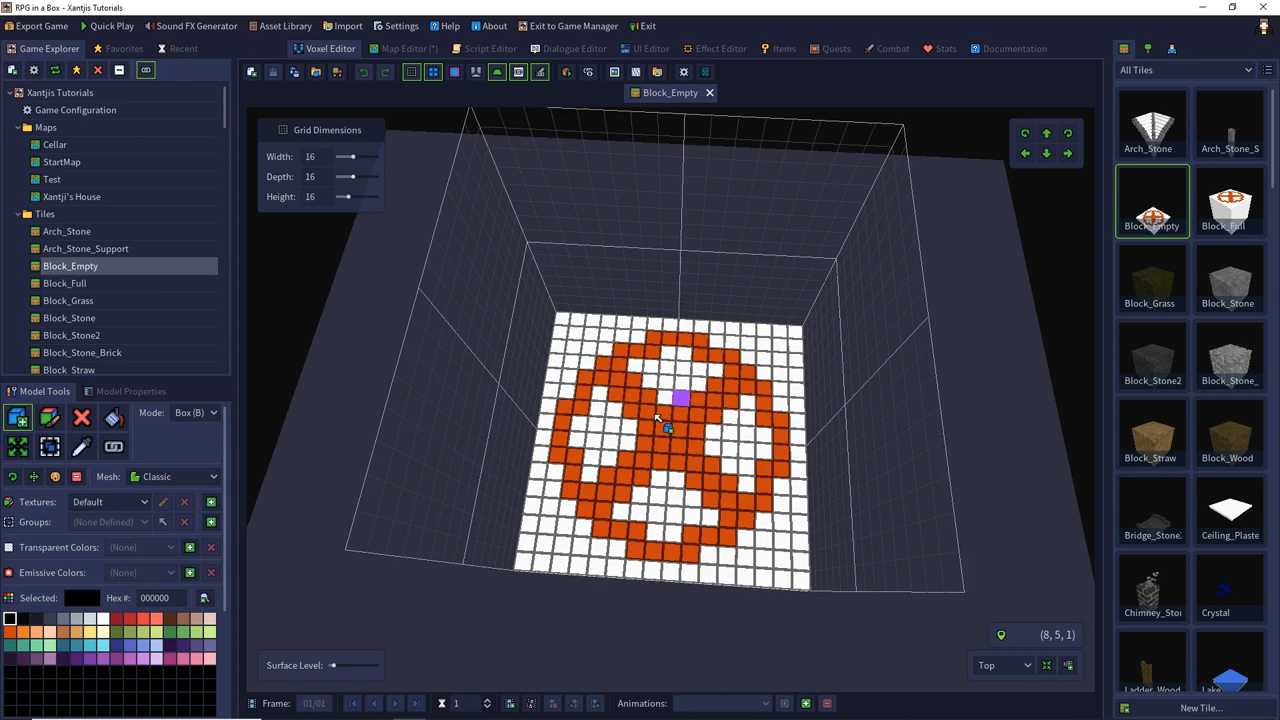 RPG in a Box — Xantjis Tutorials
Export Game Quick Play Sound FX Generator Asset Library Import Settings Help About Exit to Game Manager Exit
Game Explorer Favorites Recent
Voxel Editor Map Editor (*) Script Editor Dialogue Editor UI Editor Effect Editor Items Quests Combat Stats Documentation
Block_Empty
Xantjis Tutorials
Game Configuration
Maps
Cellar
StartMap
Test
Xantji's House
Tiles
Arch_Stone
Arch_Stone_Support
Block_Empty
Block_Full
Block_Grass
Block_Stone
Block_Stone2
Block_Stone_Brick
Block_Straw
Model Tools Model Properties
Mode: Box (B)
Mesh: Classic
Textures: Default
Groups: (None Defined)
Transparent Colors: (None)
Emissive Colors: (None)
Selected: Hex #: 000000
Grid Dimensions
Width: 16
Depth: 16
Height: 16
Surface Level:
(8, 5, 1)
Top
Frame: 01/01 1 Animations:
All Tiles
Arch_Stone Arch_Stone_S
Block_Empty Block_Full
Block_Grass Block_Stone
Block_Stone2 Block_Stone_
Block_Straw Block_Wood
Bridge_Stone Ceiling_Plaste
Chimney_Stor Crystal
Ladder_Wood Lake
New Tile...